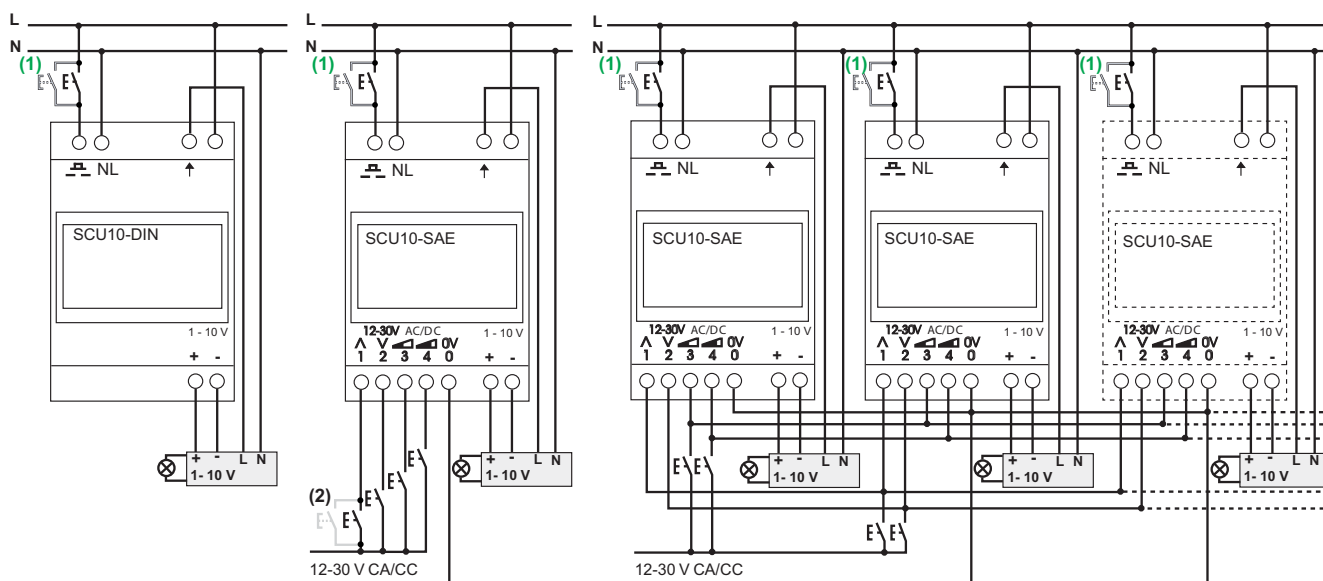 L L L
N N N
(1) (1) (1) (1) (1)
NL NL NL NL NL
SCU10-DIN
SCU10-SAE
SCU10-SAE
SCU10-SAE
SCU10-SAE
1 - 10 V
+ -
12-30V AC/DC 1 - 10 V
0V
1 2 3 4 0 + -
12-30V AC/DC 1 - 10 V
0V
1 2 3 4 0 + -
12-30V AC/DC 1 - 10 V
0V
1 2 3 4 0 + -
12-30V AC/DC 1 - 10 V
0V
1 2 3 4 0 + -
+ - L N
1- 10 V
+ - L N
1- 10 V
+ - L N
1- 10 V
+ - L N
1- 10 V
+ - L N
1- 10 V
(2)
12-30 V CA/CC
12-30 V CA/CC